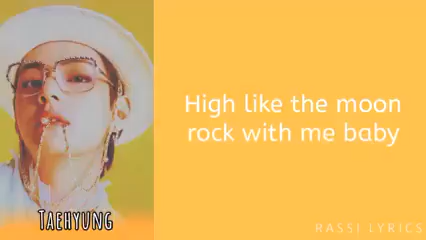 High like the moon
rock with me baby
TAEHYUNG
RASSI LYRICS